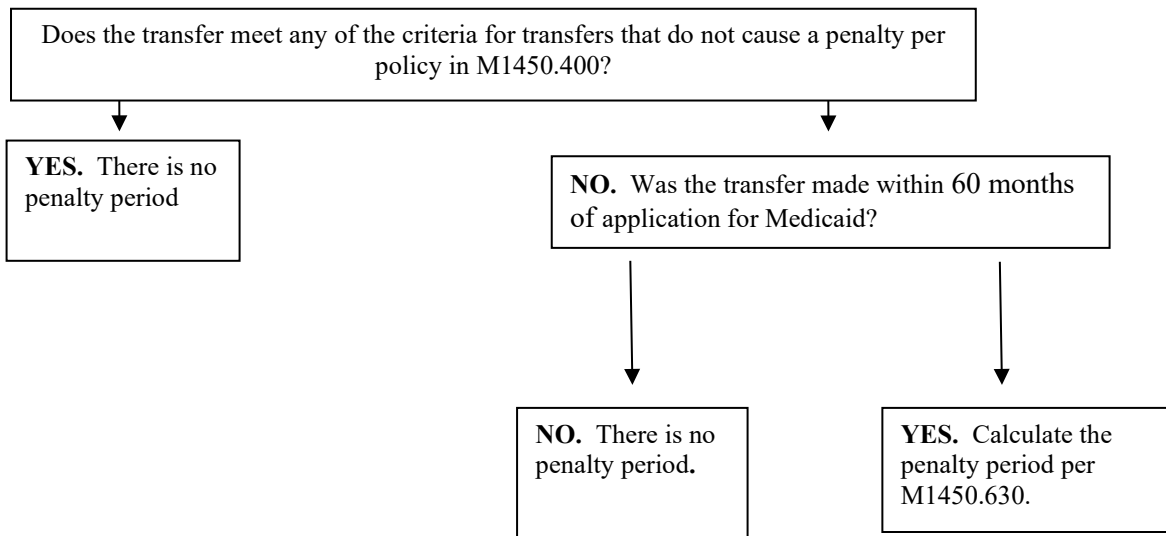 Does the transfer meet any of the criteria for transfers that do not cause a penalty per
policy in M1450.400?
YES. There is no
penalty period
NO. Was the transfer made within 60 months
of application for Medicaid?
NO. There is no
penalty period.
YES. Calculate the
penalty period per
M1450.630.